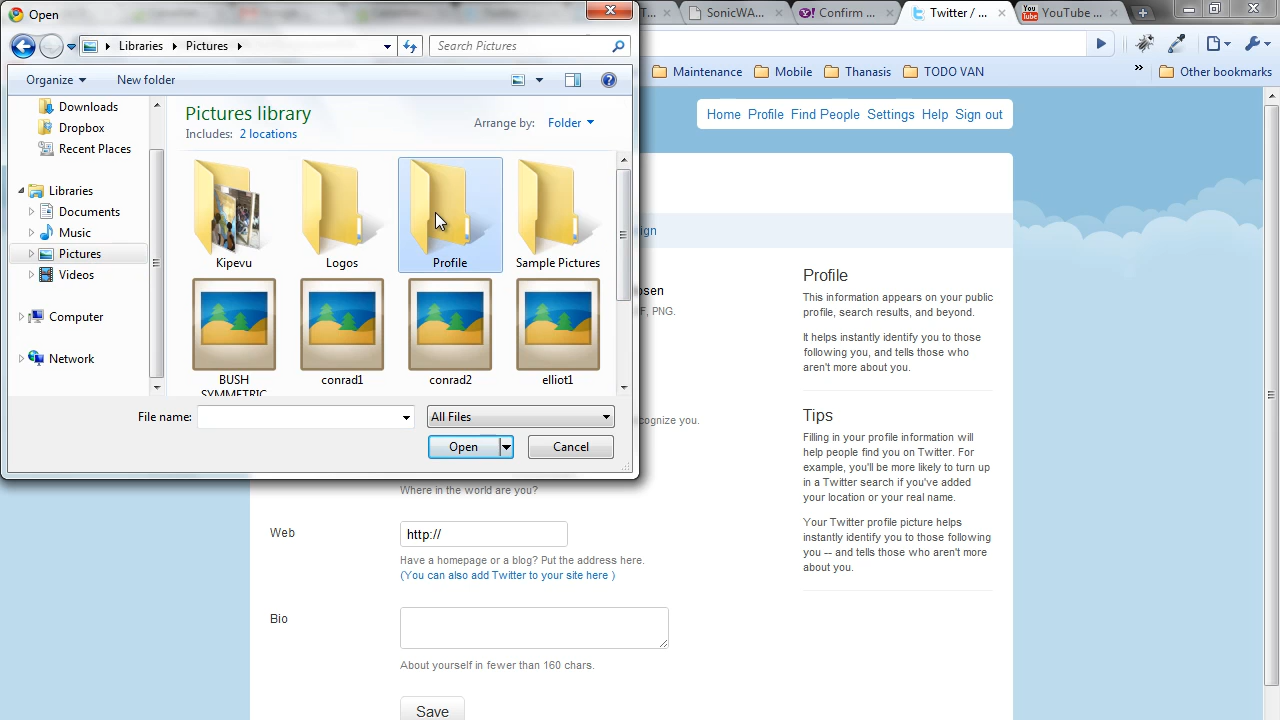 Open
T...
SonicWA...
Confirm ...
Twitter / ...
YouTube ...
Libraries
Pictures
Search Pictures
Organize
New folder
Maintenance
Mobile
Thanasis
TODO VAN
»
Other bookmarks
Downloads
Dropbox
Recent Places
Libraries
Documents
Music
Pictures
Videos
Computer
Network
Pictures library
Includes: 2 locations
Arrange by: Folder
Kipevu
Logos
Profile
Sample Pictures
BUSH
SYMMETRIC
conrad1
conrad2
elliot1
File name:
All Files
Open
Cancel
Home Profile Find People Settings Help Sign out
ign
osen
F, PNG.
cognize you.
Where in the world are you?
Web
http://
Have a homepage or a blog? Put the address here.
(You can also add Twitter to your site here )
Bio
About yourself in fewer than 160 chars.
Save
Profile
This information appears on your public
profile, search results, and beyond.
It helps instantly identify you to those
following you, and tells those who
aren't more about you.
Tips
Filling in your profile information will
help people find you on Twitter. For
example, you'll be more likely to turn up
in a Twitter search if you've added
your location or your real name.
Your Twitter profile picture helps
instantly identify you to those following
you -- and tells those who aren't more
about you.